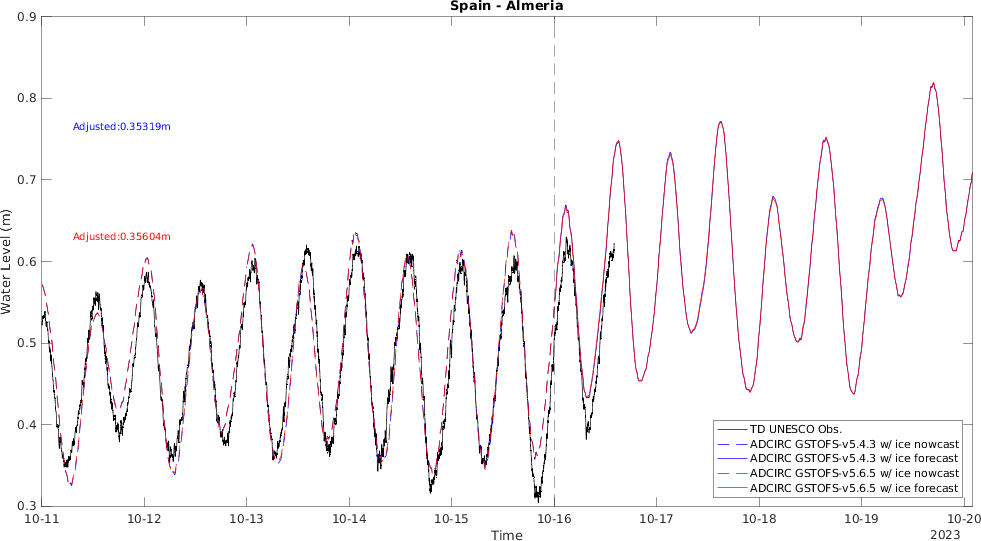 Spain - Almeria
0.9
0.8
0.7
0.6
0.5
0.4
0.3
Water Level (m)
Adjusted:0.35319m
Adjusted:0.35604m
TD UNESCO Obs.
ADCIRC GSTOFS-v5.4.3 w/ ice nowcast
ADCIRC GSTOFS-v5.4.3 w/ ice forecast
ADCIRC GSTOFS-v5.6.5 w/ ice nowcast
ADCIRC GSTOFS-v5.6.5 w/ ice forecast
10-11 10-12 10-13 10-14 10-15 10-16 10-17 10-18 10-19 10-20
Time
2023